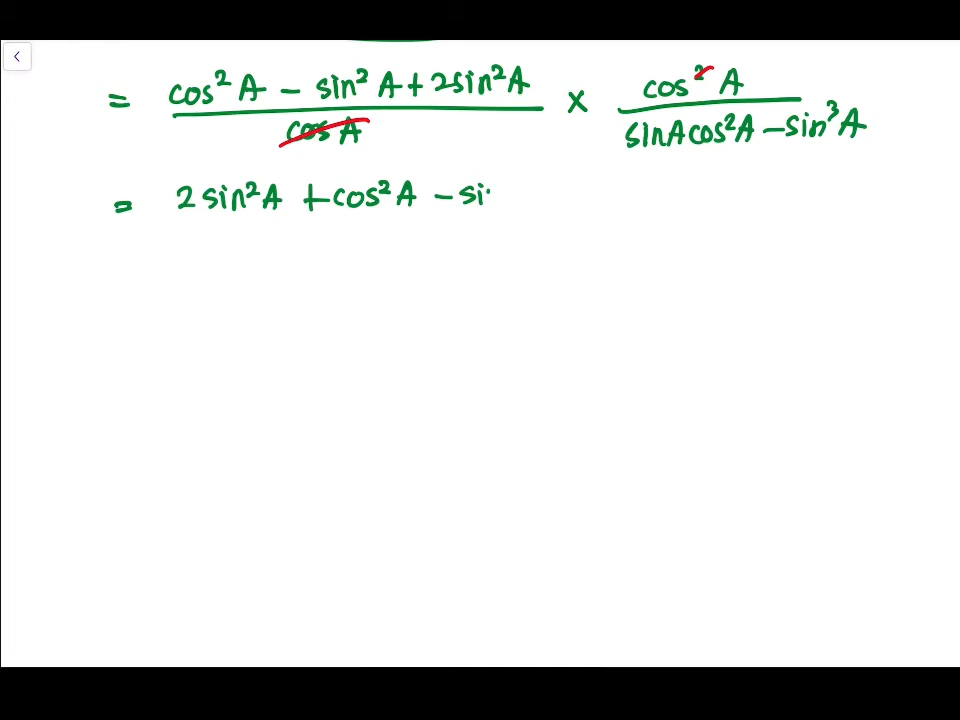 = (cos²A − sin²A + 2sin²A)/(cosA) × (cos²A)/(sinAcos²A − sin³A)
= 2sin²A + cos²A − si